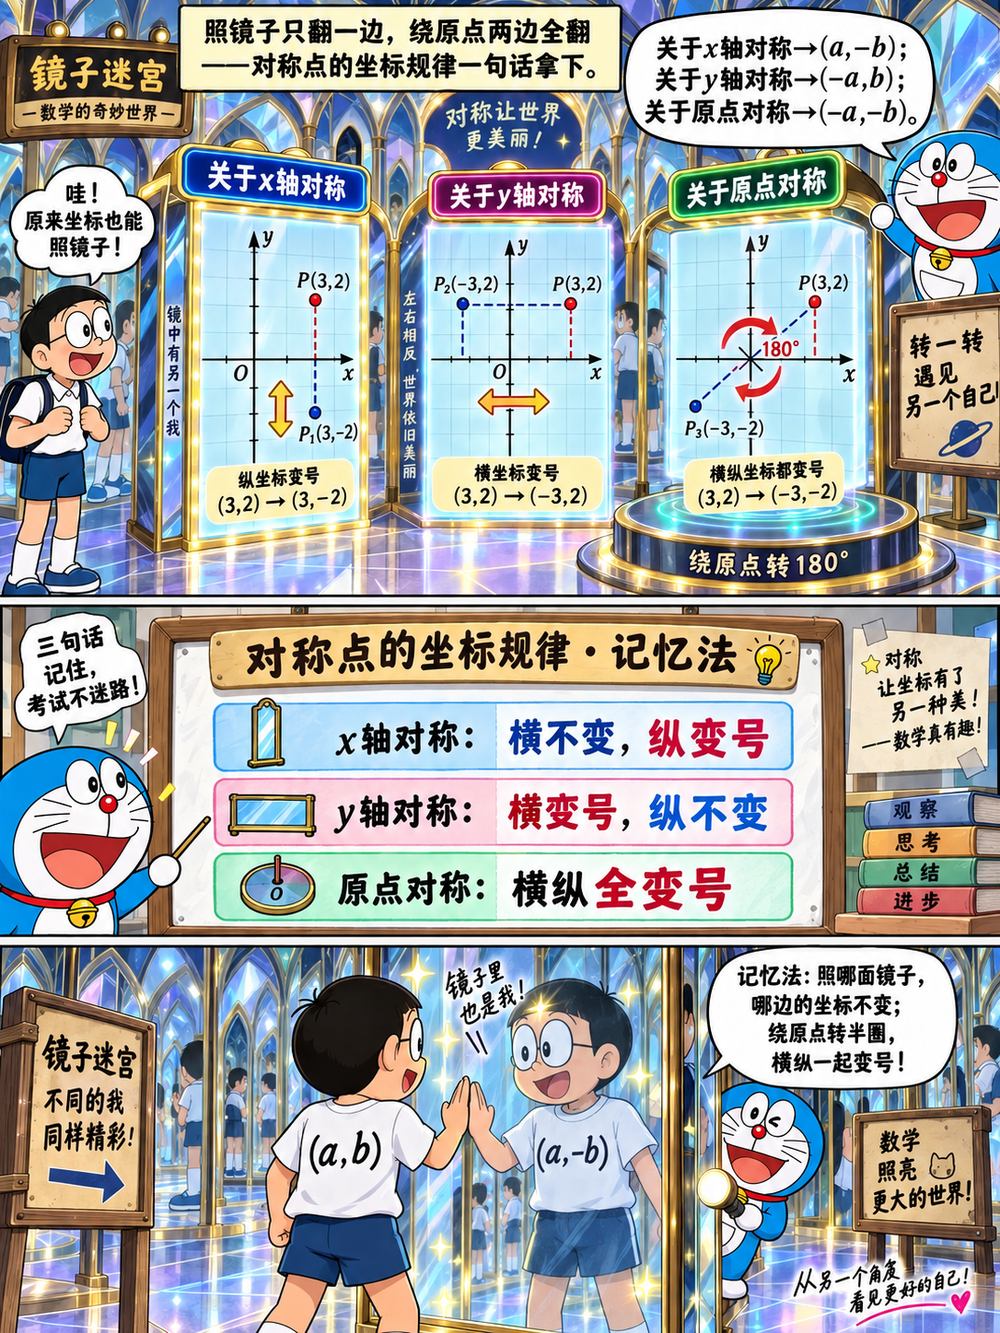 照镜子只翻一边，绕原点两边全翻
——对称点的坐标规律一句话拿下。
镜子迷宫
—数学的奇妙世界—
关于x轴对称→(a,-b)；
关于y轴对称→(-a,b)；
关于原点对称→(-a,-b)。
对称让世界
更美丽！
哇！
原来坐标也能
照镜子！
关于x轴对称
y
P(3,2)
O
x
P₁(3,-2)
镜中有另一个我
纵坐标变号
(3,2)→(3,-2)
关于y轴对称
y
P₂(-3,2)
P(3,2)
O
x
左右相反，世界依旧美丽
横坐标变号
(3,2)→(-3,2)
关于原点对称
y
P(3,2)
180°
x
P₃(-3,-2)
横纵坐标都变号
(3,2)→(-3,-2)
绕原点转180°
转一转
遇见
另一个自己
三句话
记住，
考试不迷路！
对称点的坐标规律·记忆法
x轴对称：横不变，纵变号
y轴对称：横变号，纵不变
O
原点对称：横纵全变号
对称
让坐标有了
另一种美！
——数学真有趣！
观察
思考
总结
进步
镜子迷宫
不同的我
同样精彩！
镜子里
也是我！
(a,b)
(a,-b)
记忆法：照哪面镜子，
哪边的坐标不变；
绕原点转半圈，
横纵一起变号！
数学
照亮
更大的世界！
从另一个角度
看见更好的自己！